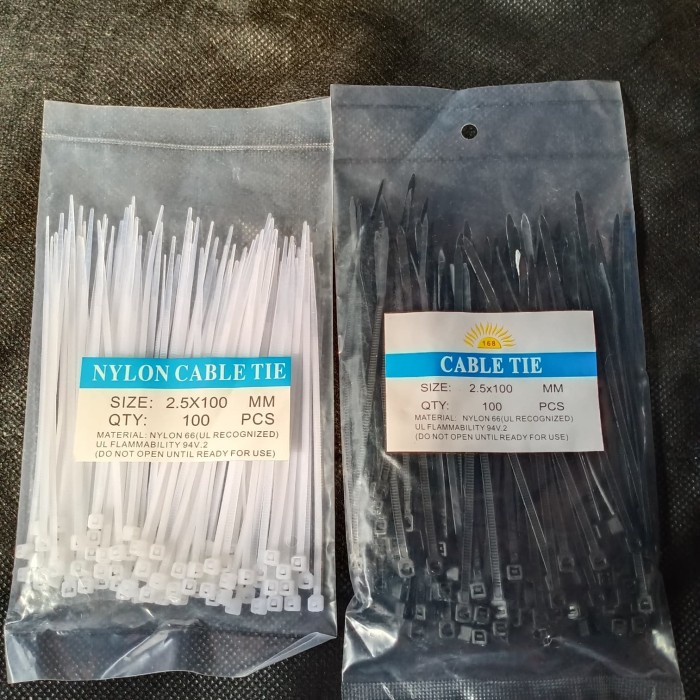 NYLON CABLE TIE
SIZE: 2.5X100 MM
QTY: 100 PCS
MATERIAL: NYLON 66(UL RECOGNIZED)
UL FLAMMABILITY 94V.2
(DO NOT OPEN UNTIL READY FOR USE)
168
CABLE TIE
SIZE: 2.5x100 MM
QTY: 100 PCS
MATERIAL: NYLON 66(UL RECOGNIZED)
UL FLAMMABILITY 94V.2
(DO NOT OPEN UNTIL READY FOR USE)